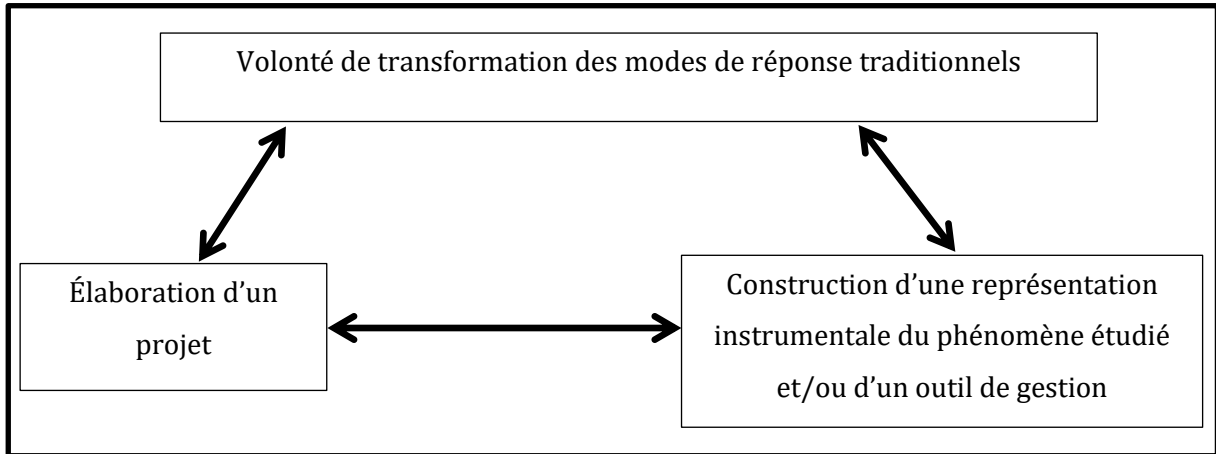 Volonté de transformation des modes de réponse traditionnels
Élaboration d’un
projet
Construction d’une représentation
instrumentale du phénomène étudié
et/ou d’un outil de gestion